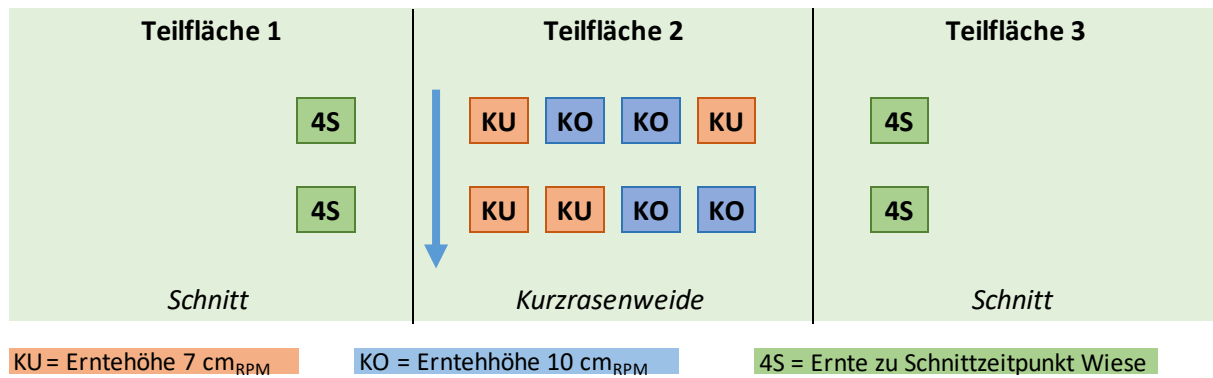 Teilfläche 1 Teilfläche 2 Teilfläche 3
4S KU KO KO KU 4S
4S KU KU KO KO 4S
Schnitt Kurzrasenweide Schnitt
KU = Erntehöhe 7 cmRPM KO = Erntehhöhe 10 cmRPM 4S = Ernte zu Schnittzeitpunkt Wiese